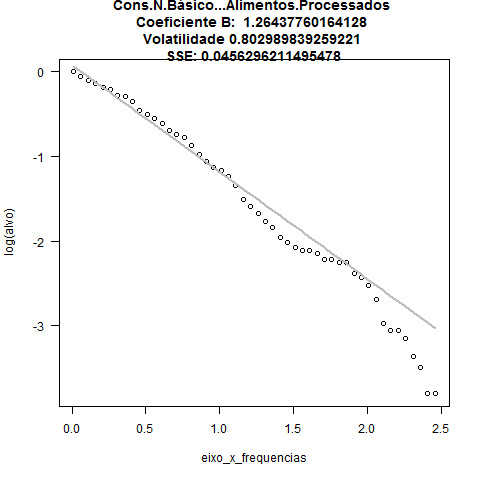 Cons.N.Básico...Alimentos.Processados
Coeficiente B:  1.26437760164128
Volatilidade 0.802989839259221
SSE: 0.0456296211495478
0
-1
-2
-3
log(alvo)
0.0 0.5 1.0 1.5 2.0 2.5
eixo_x_frequencias